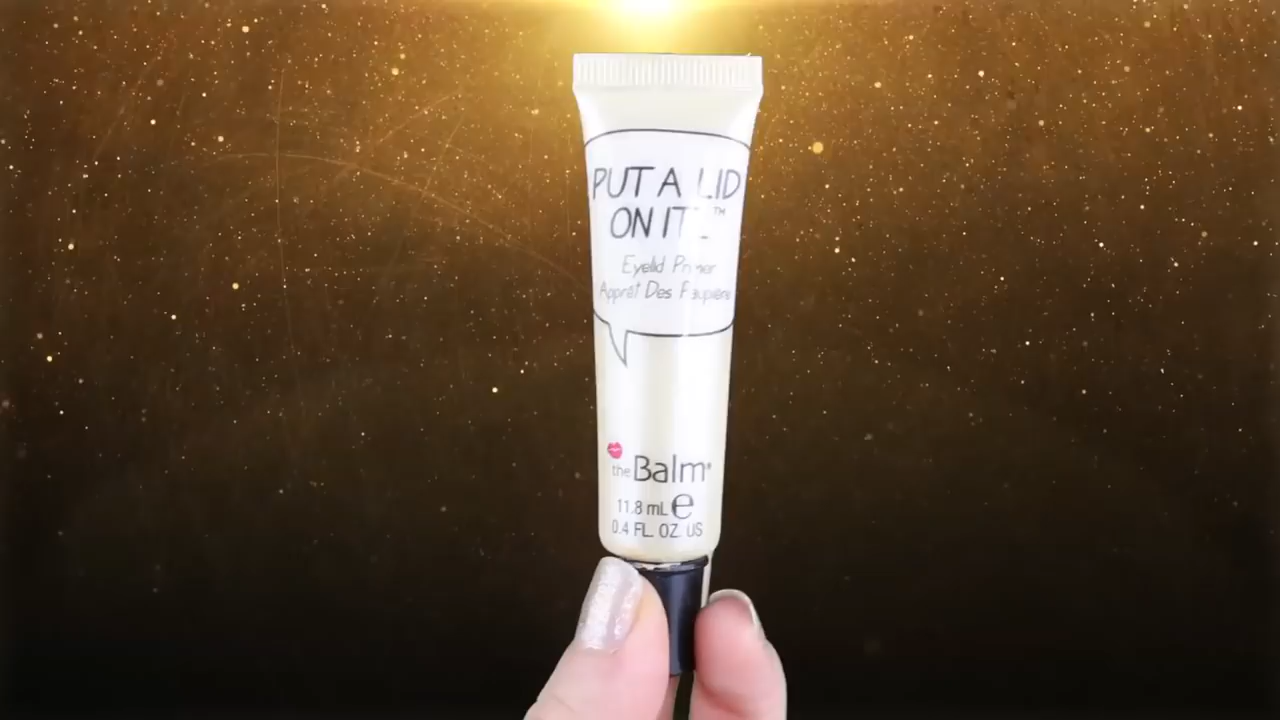 PUT A LID
ON IT!™
Eyelid Primer
Apprêt Des Paupières
theBalm®
11.8 mL e
0.4 FL. OZ. US